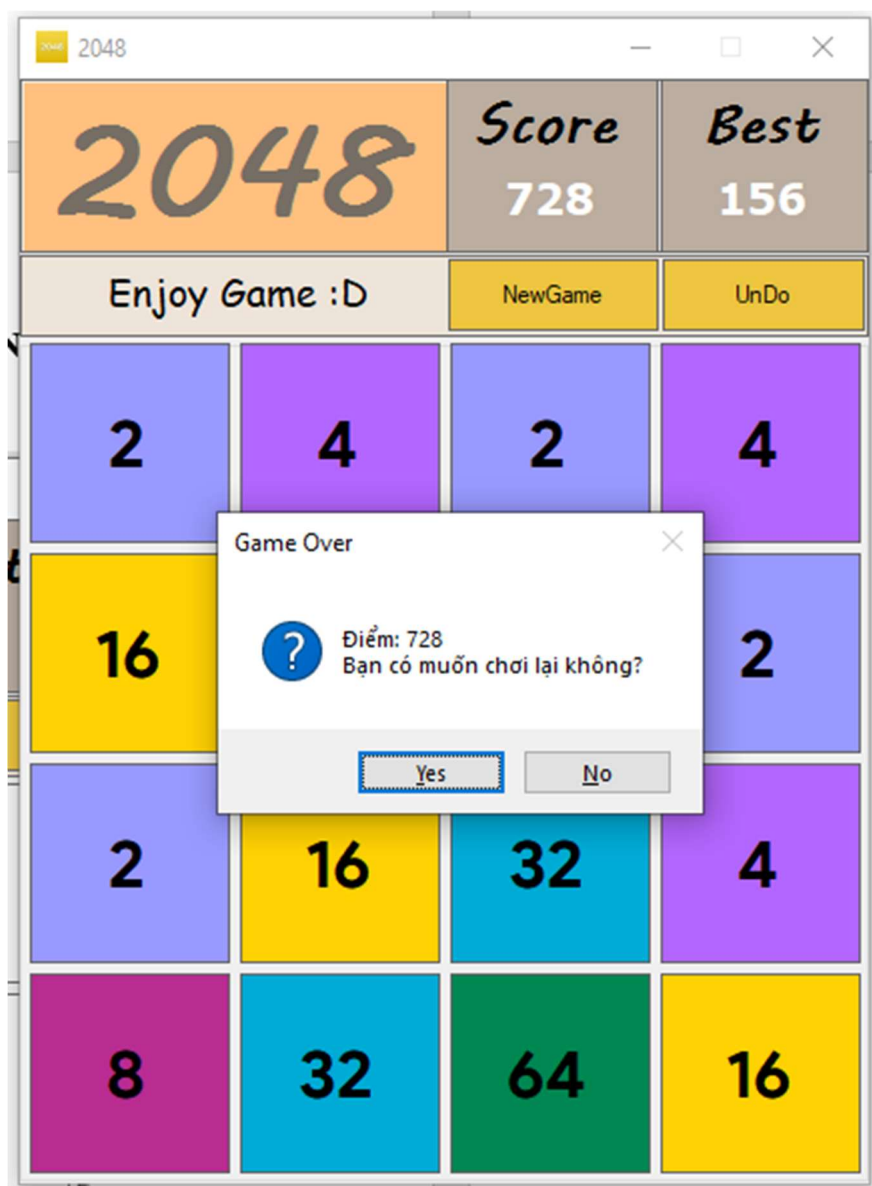 2048
2048
2048
Score
728
Best
156
Enjoy Game :D
NewGame
UnDo
2
4
2
4
16
2
Game Over
Điểm: 728
Bạn có muốn chơi lại không?
Yes
No
2
16
32
4
8
32
64
16